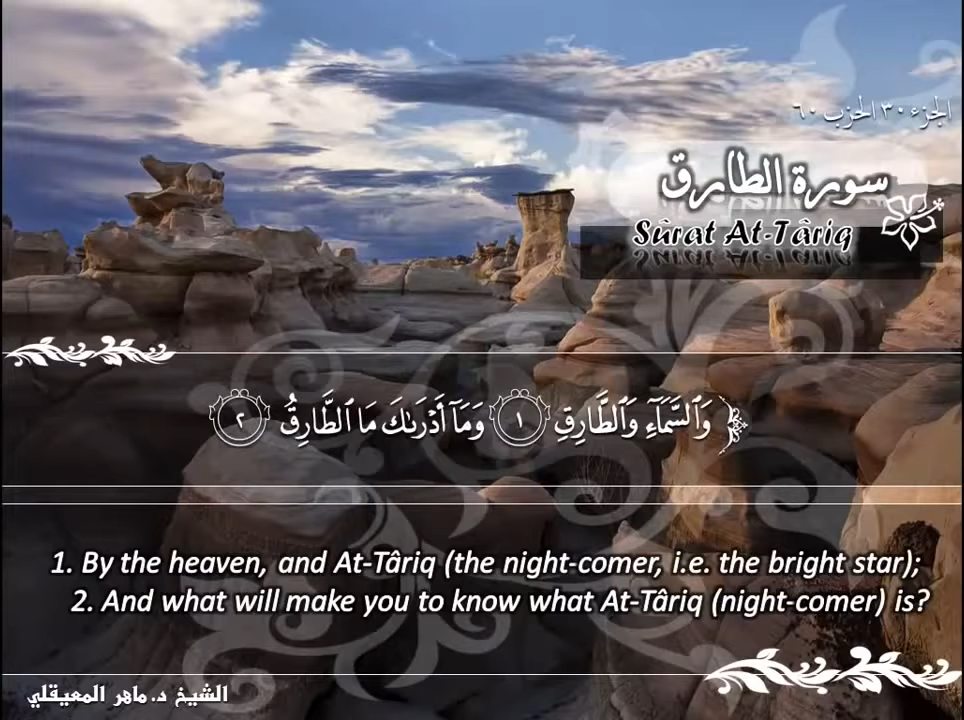 الجزء ٣٠ الحزب ٦٠
سورة الطارق
Sûrat At-Târiq
وَٱلسَّمَآءِ وَٱلطَّارِقِ ١ وَمَآ أَدْرَىٰكَ مَا ٱلطَّارِقُ ٢
1. By the heaven, and At-Târiq (the night-comer, i.e. the bright star);
2. And what will make you to know what At-Târiq (night-comer) is?
الشيخ د. ماهر المعيقلي